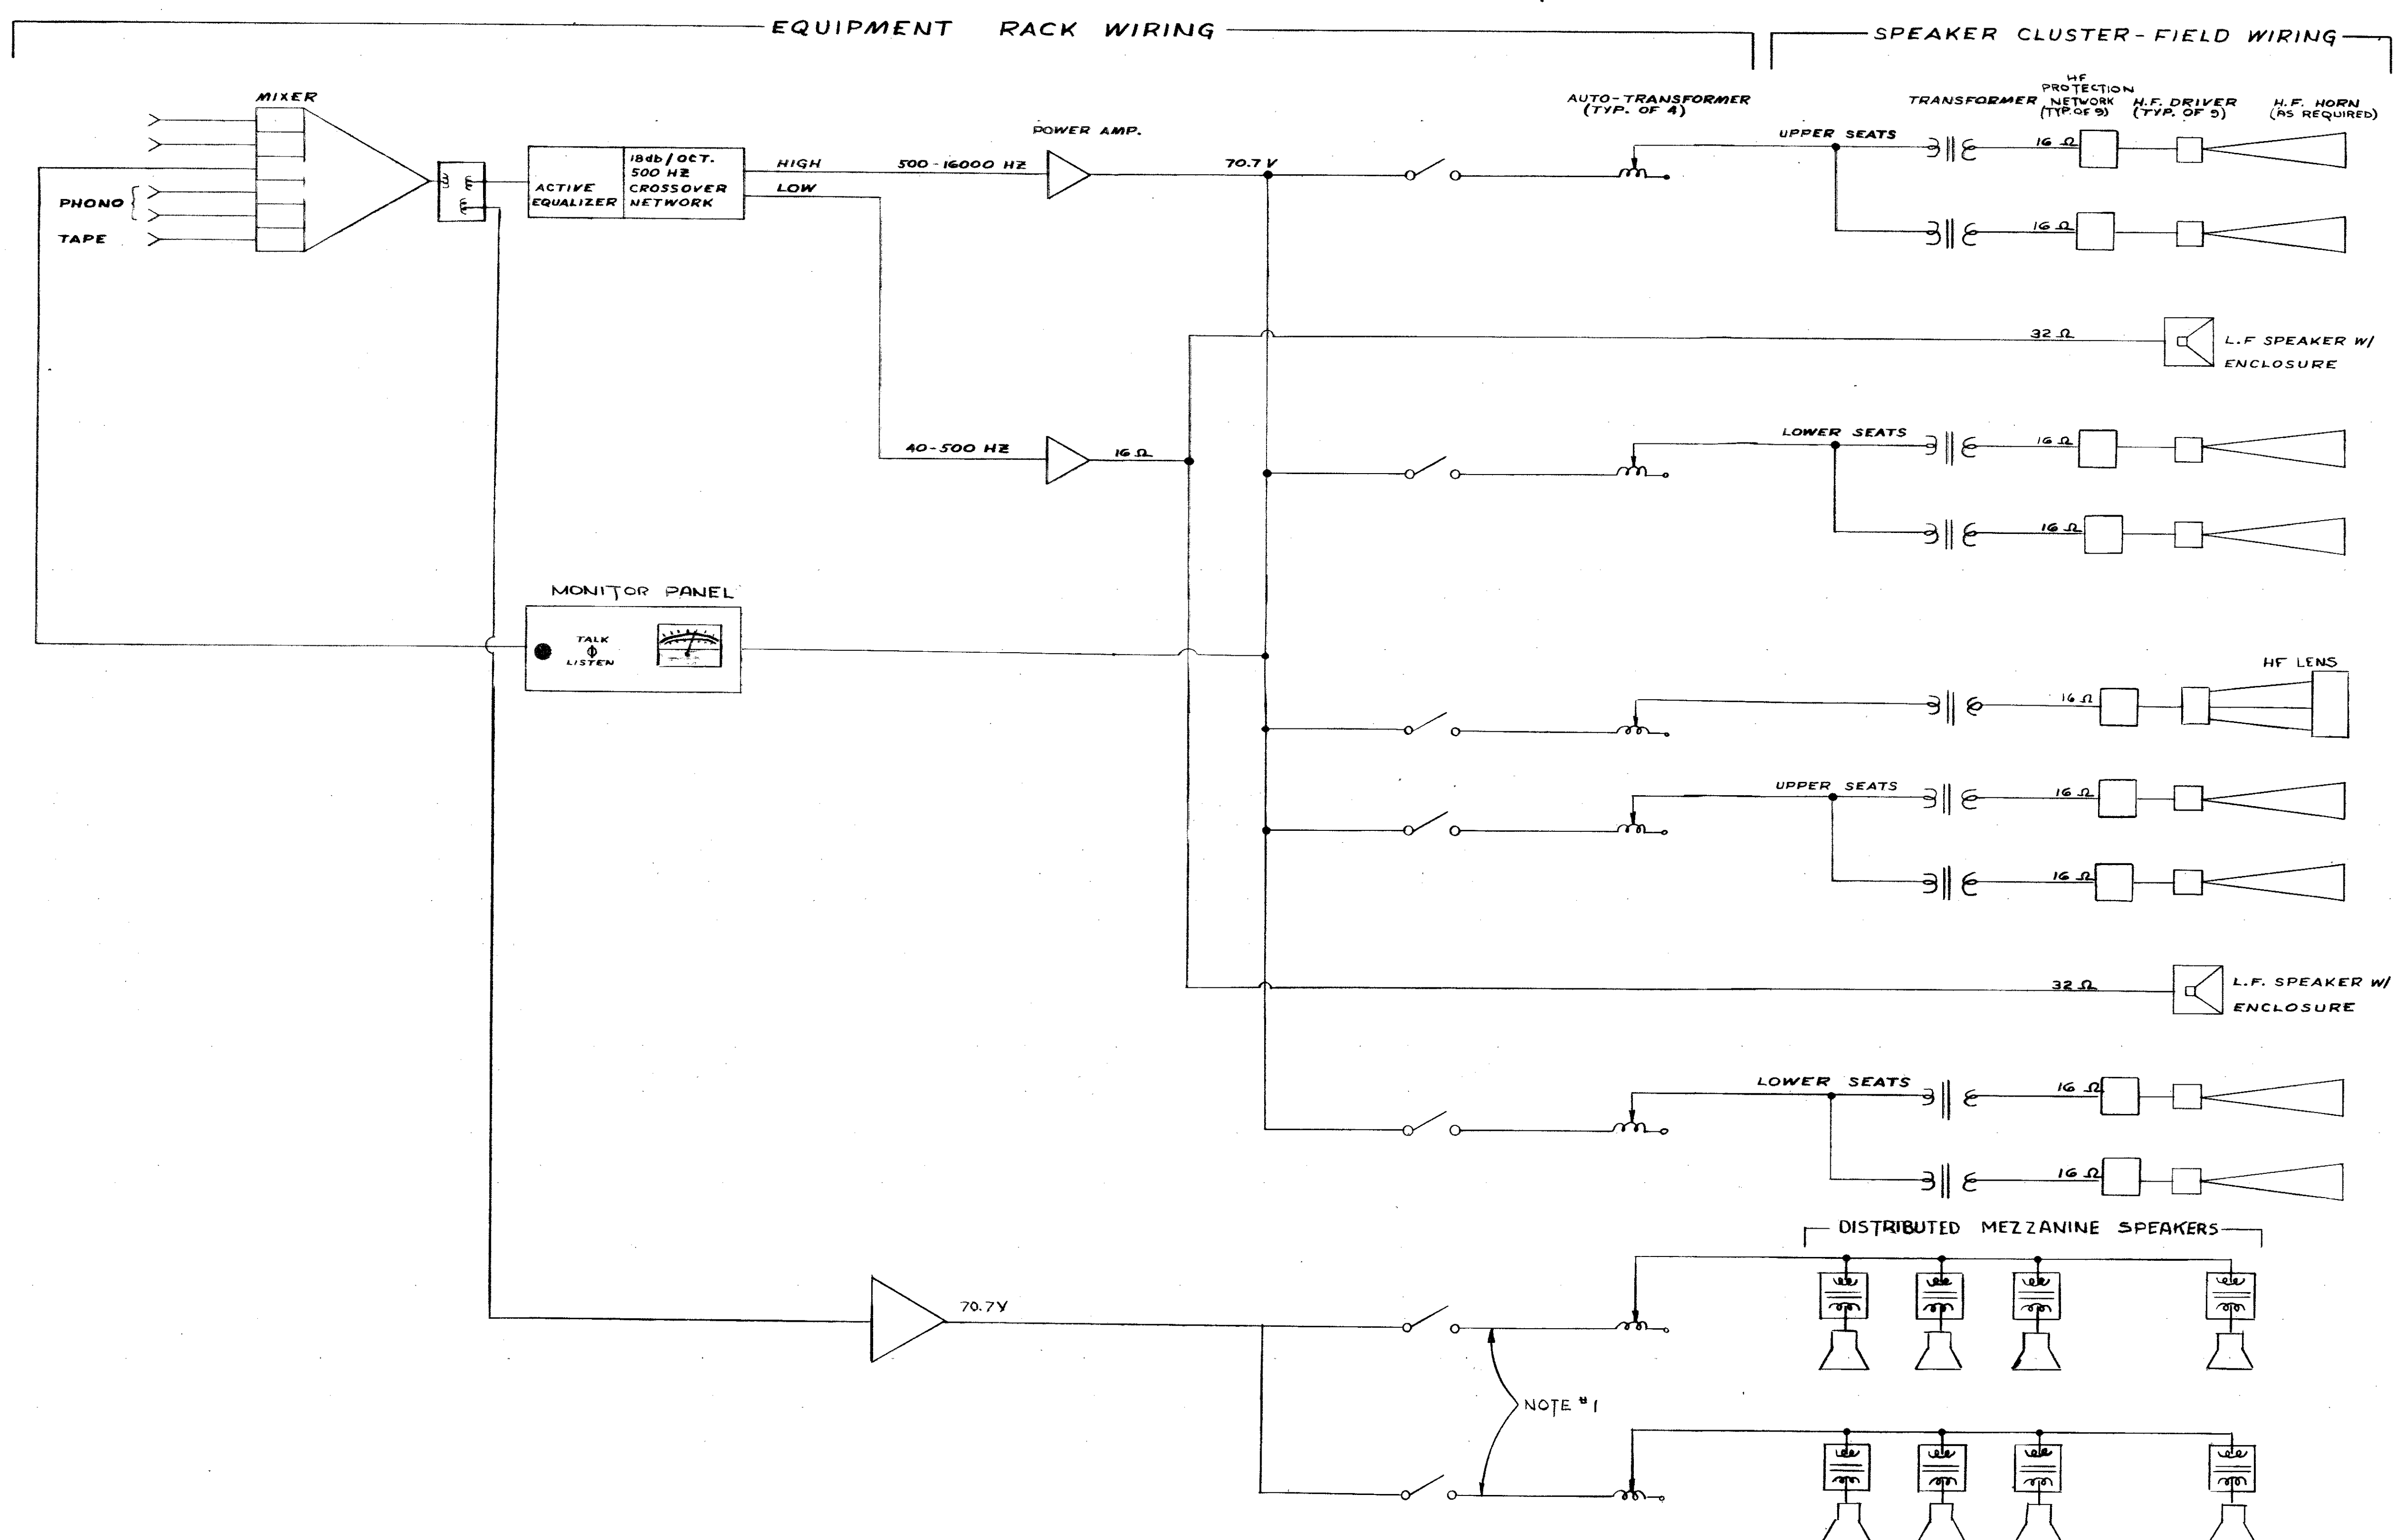 EQUIPMENT RACK WIRING
SPEAKER CLUSTER-FIELD WIRING
MIXER
PHONO
TAPE
ACTIVE
EQUALIZER
18db/OCT.
500 HZ
CROSSOVER
NETWORK
HIGH
LOW
500-16000 HZ
POWER AMP.
70.7 V
AUTO-TRANSFORMER
(TYP. OF 4)
UPPER SEATS
TRANSFORMER
HF
PROTECTION
NETWORK
(TYP. OF 9)
H.F. DRIVER
(TYP. OF 9)
H.F. HORN
(AS REQUIRED)
16 Ω
16 Ω
32 Ω
L.F SPEAKER W/
ENCLOSURE
40-500 HZ
16 Ω
LOWER SEATS
16 Ω
16 Ω
MONITOR PANEL
TALK
LISTEN
HF LENS
16 Ω
UPPER SEATS
16 Ω
16 Ω
32 Ω
L.F. SPEAKER W/
ENCLOSURE
LOWER SEATS
16 Ω
16 Ω
DISTRIBUTED MEZZANINE SPEAKERS
70.7V
NOTE #1